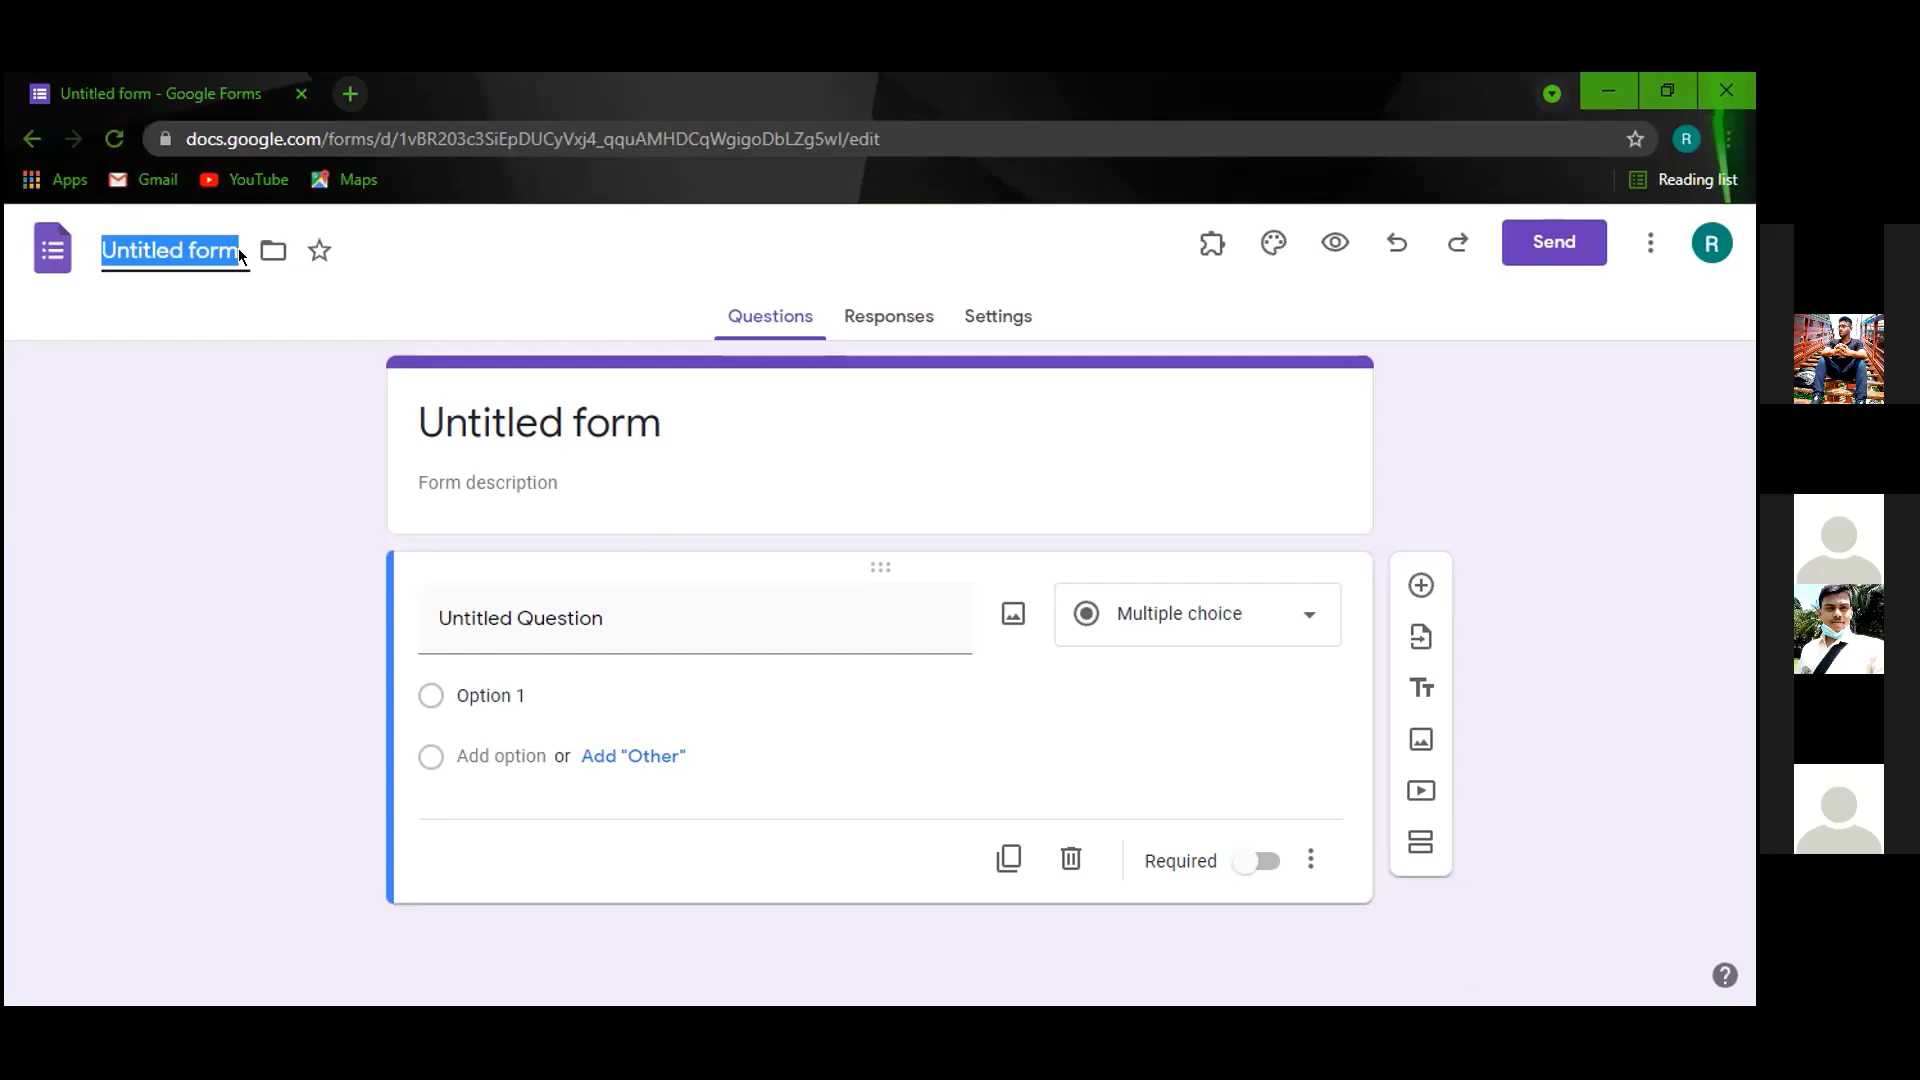 Untitled form - Google Forms
docs.google.com/forms/d/1vBR203c3SiEpDUCyVxj4_qquAMHDCqWgigoDbLZg5wI/edit
R
Apps
Gmail
YouTube
Maps
Reading list
Untitled form
Send
R
Questions
Responses
Settings
Untitled form
Form description
Untitled Question
Multiple choice
Option 1
Add option or Add "Other"
Required